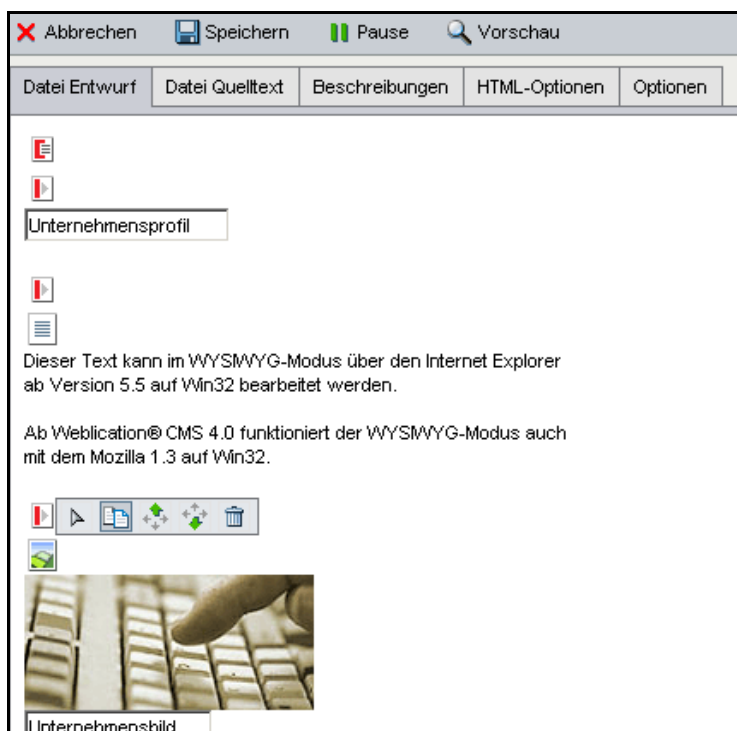 Abbrechen Speichern Pause Vorschau
Datei Entwurf Datei Quelltext Beschreibungen HTML-Optionen Optionen
Unternehmensprofil
Dieser Text kann im WYSIWYG-Modus über den Internet Explorer
ab Version 5.5 auf Win32 bearbeitet werden.
Ab Weblication® CMS 4.0 funktioniert der WYSIWYG-Modus auch
mit dem Mozilla 1.3 auf Win32.
Unternehmensbild